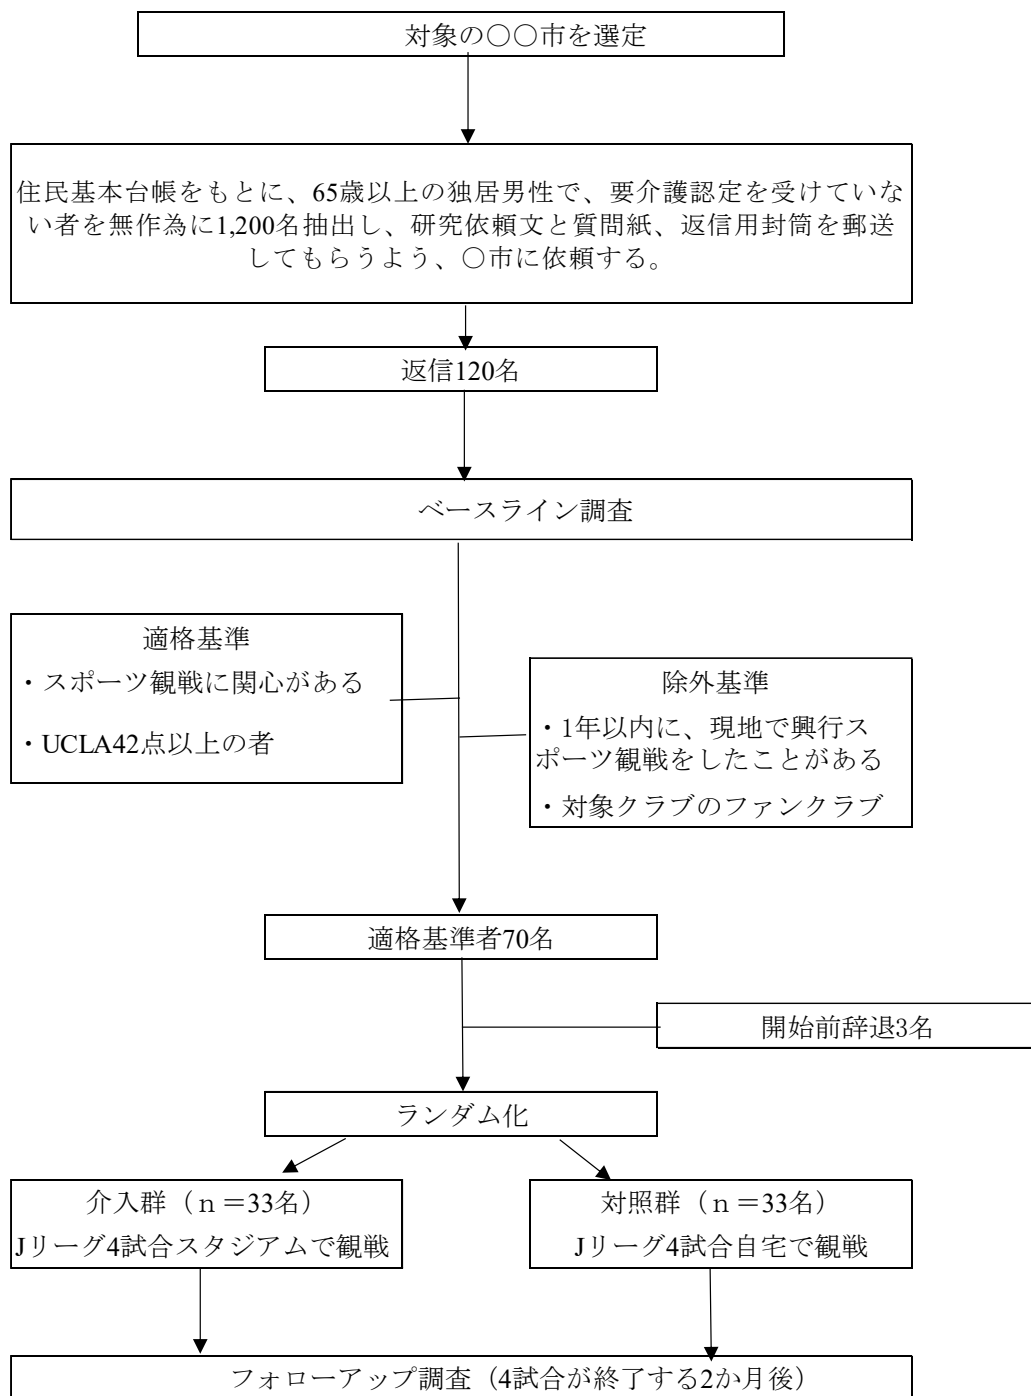 対象の○○市を選定
住民基本台帳をもとに、65歳以上の独居男性で、要介護認定を受けていな
い者を無作為に1,200名抽出し、研究依頼文と質問紙、返信用封筒を郵送
してもらうよう、○市に依頼する。
返信120名
ベースライン調査
適格基準
・スポーツ観戦に関心がある
・UCLA42点以上の者
除外基準
・1年以内に、現地で興行ス
ポーツ観戦をしたことがある
・対象クラブのファンクラブ
適格基準者70名
開始前辞退3名
ランダム化
介入群（ｎ＝33名）
Jリーグ4試合スタジアムで観戦
対照群（ｎ＝33名）
Jリーグ4試合自宅で観戦
フォローアップ調査（4試合が終了する2か月後）